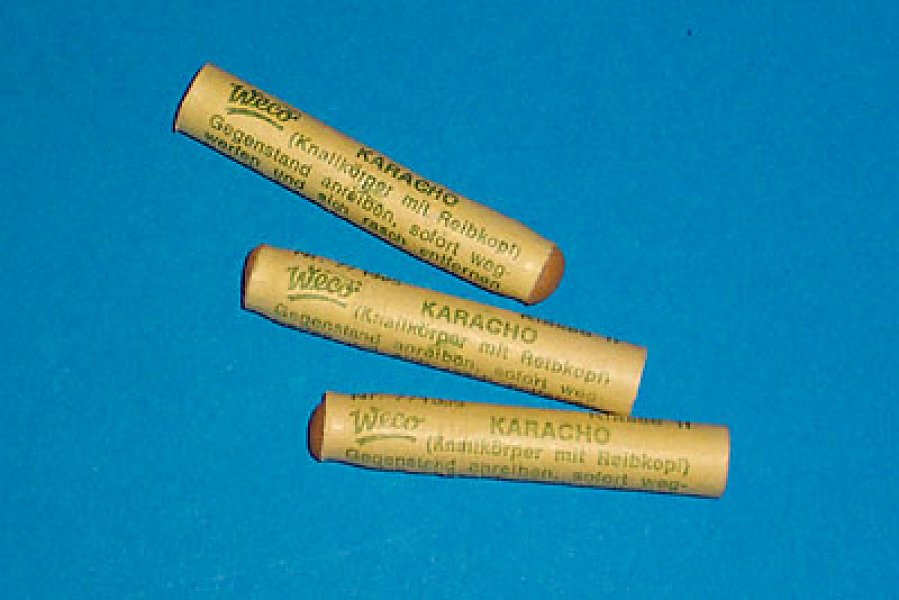 Weco
KARACHO
(Knallkörper mit Reibkopf)
Gegenstand anreiben, sofort weg-
werfen und sich rasch entfernen
Weco
KARACHO
(Knallkörper mit Reibkopf)
Gegenstand anreiben, sofort weg-
Weco
KARACHO
(Knallkörper mit Reibkopf)
Gegenstand anreiben, sofort weg-